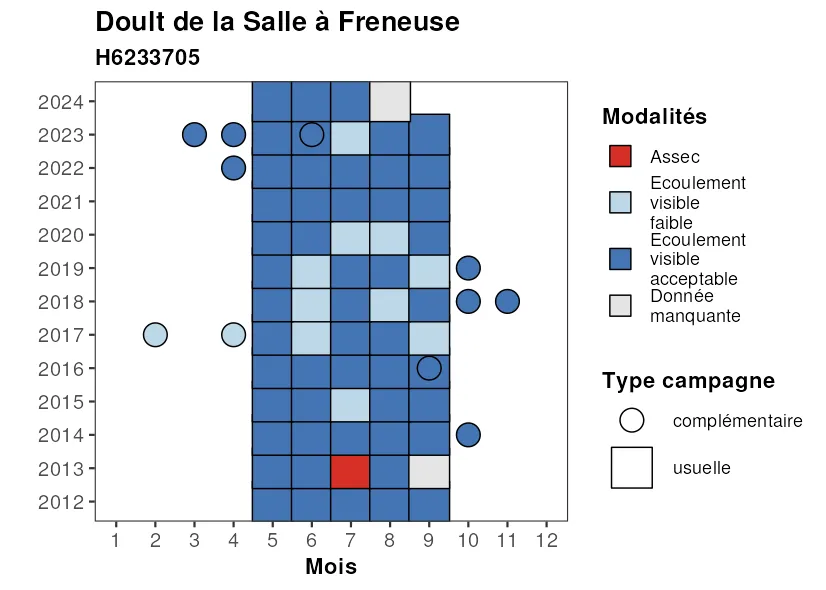 Doult de la Salle à Freneuse
H6233705
2024
2023
2022
2021
2020
2019
2018
2017
2016
2015
2014
2013
2012
1 2 3 4 5 6 7 8 9 10 11 12
Mois
Modalités
Assec
Ecoulement
visible
faible
Ecoulement
visible
acceptable
Donnée
manquante
Type campagne
complémentaire
usuelle